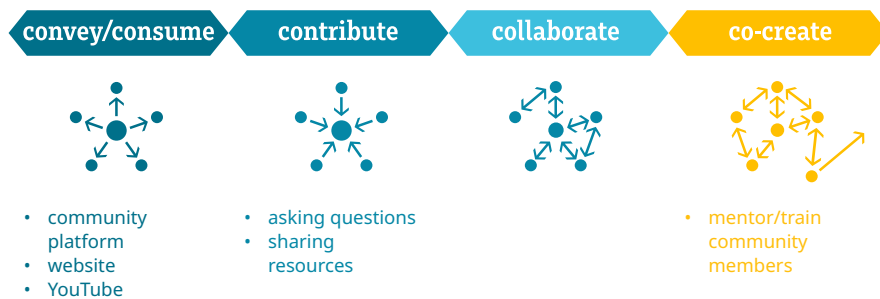 convey/consume
contribute
collaborate
co-create
• community
platform
• website
• YouTube
• asking questions
• sharing
resources
• mentor/train
community
members